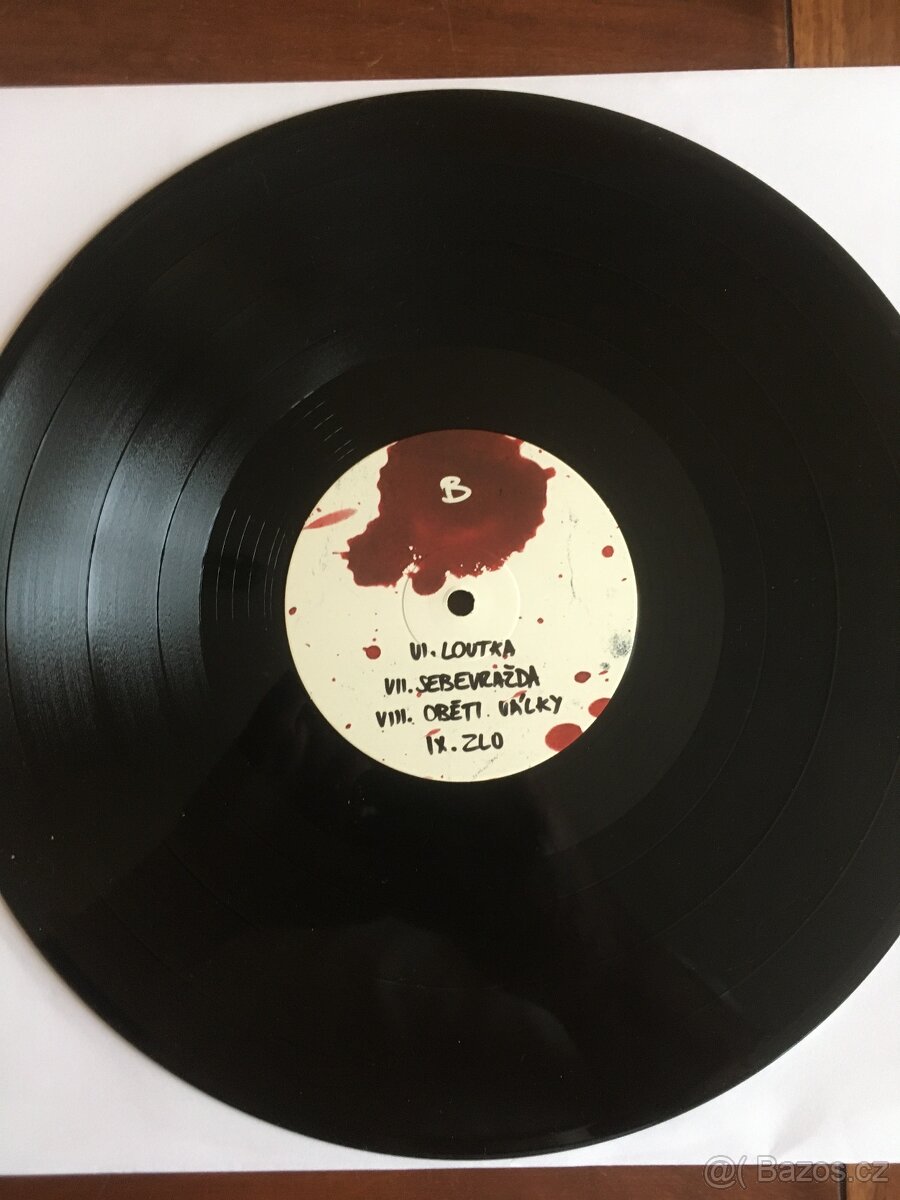 B
VI. LOUTKA
VII. SEBEVRAŽDA
VIII. OBĚTI VÁLKY
IX. ZLO
@( Bazos.cz